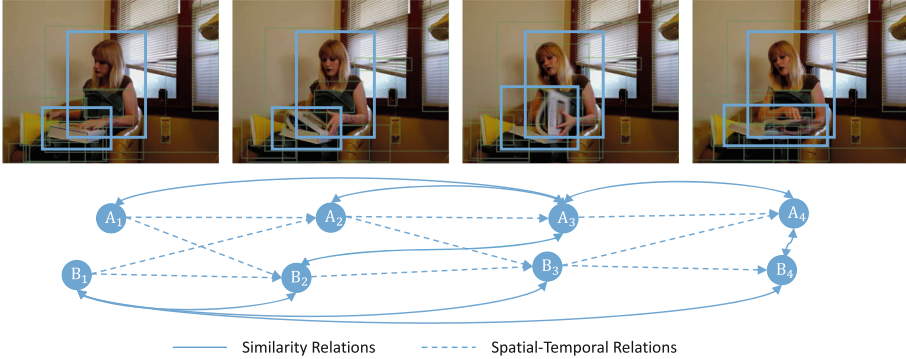 A₁
A₂
A₃
A₄
B₁
B₂
B₃
B₄
Similarity Relations
Spatial-Temporal Relations